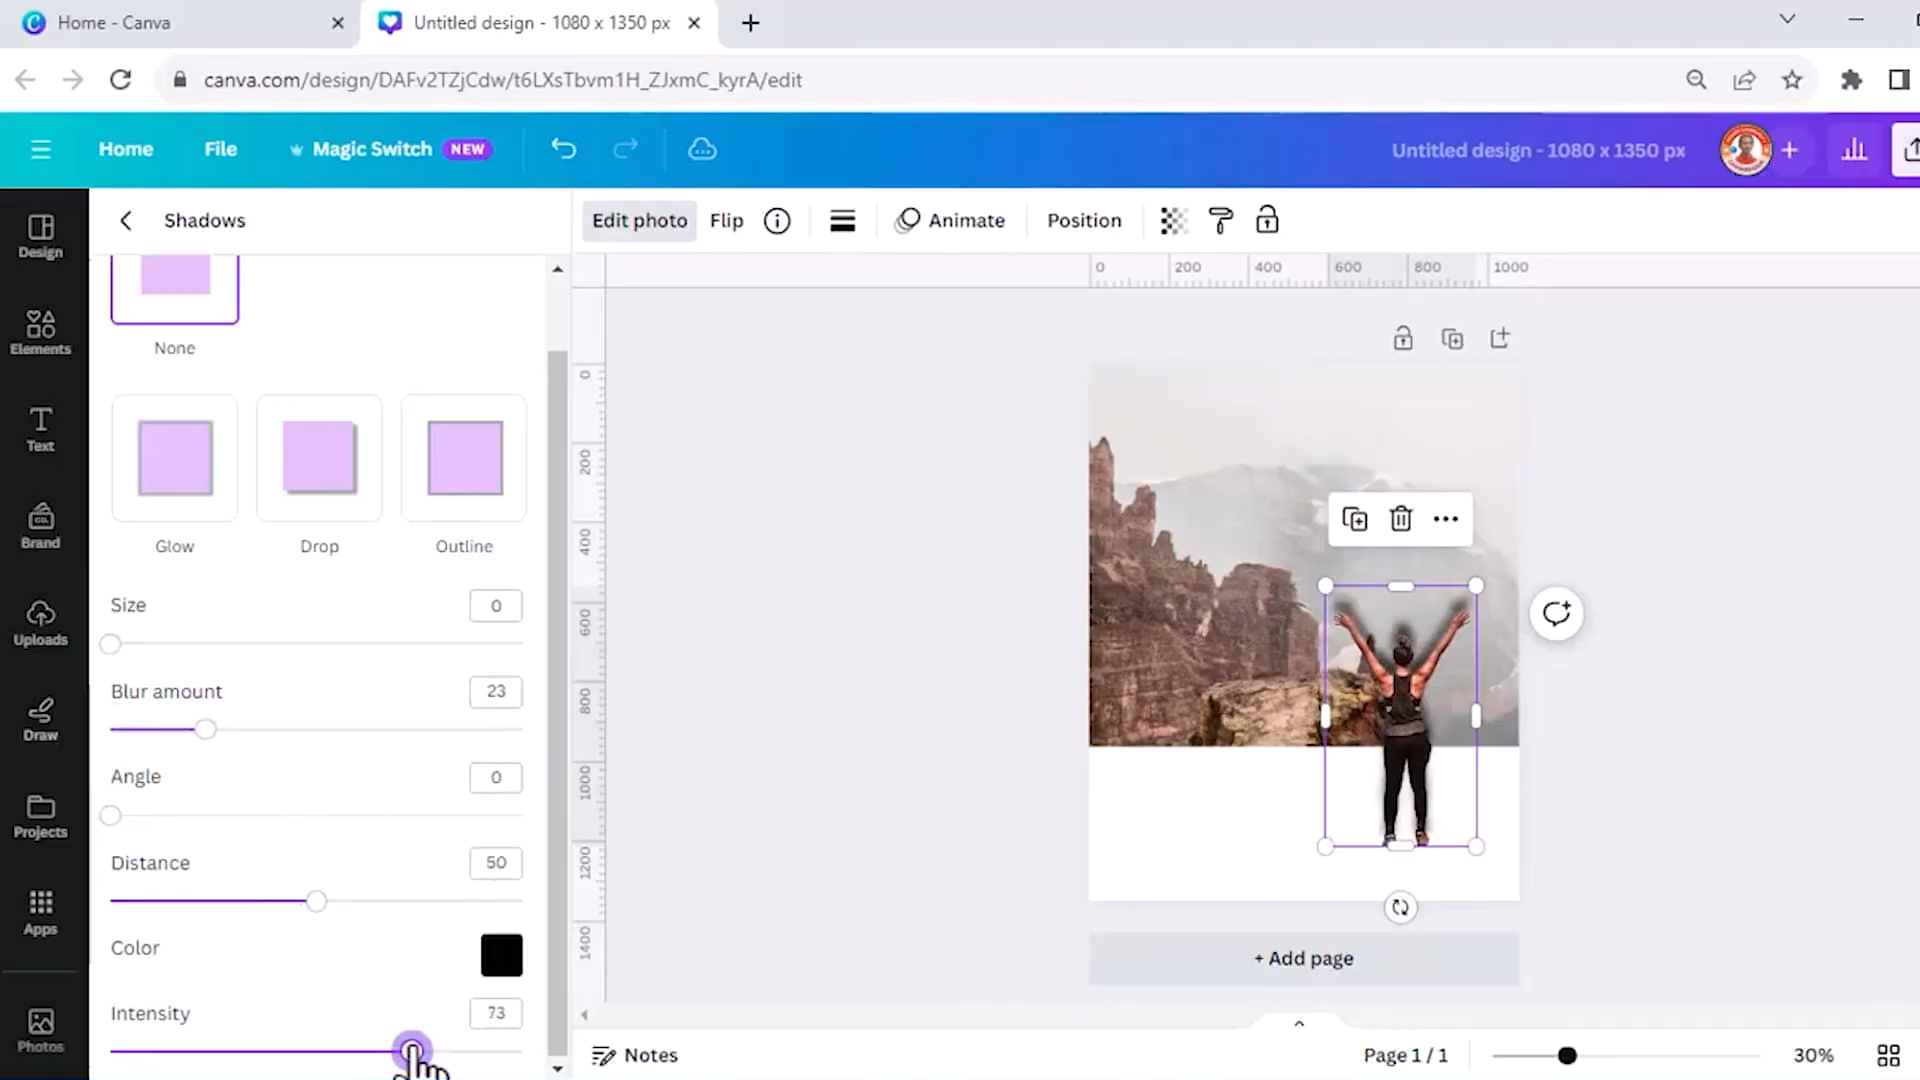 Home - Canva
Untitled design - 1080 x 1350 px
canva.com/design/DAFv2TZjCdw/t6LXsTbvm1H_ZJxmC_kyrA/edit
Home
File
Magic Switch
NEW
Untitled design - 1080 x 1350 px
Design
Elements
Text
Brand
Uploads
Draw
Projects
Apps
Photos
Shadows
None
Glow
Drop
Outline
Size
0
Blur amount
23
Angle
0
Distance
50
Color
Intensity
73
Edit photo
Flip
Animate
Position
0
200
400
600
800
1000
0
200
400
600
800
1000
1200
1400
+ Add page
Notes
Page 1 / 1
30%